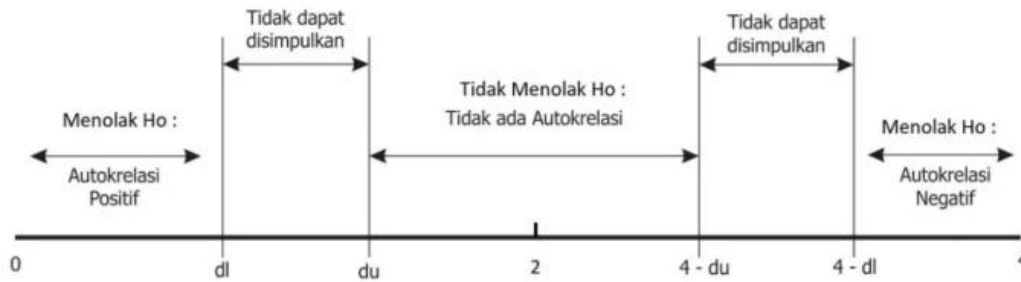 Tidak dapat
disimpulkan
Tidak dapat
disimpulkan
Menolak Ho :
Autokrelasi
Positif
Tidak Menolak Ho :
Tidak ada Autokrelasi
Menolak Ho :
Autokrelasi
Negatif
0
dl
du
2
4 - du
4 - dl